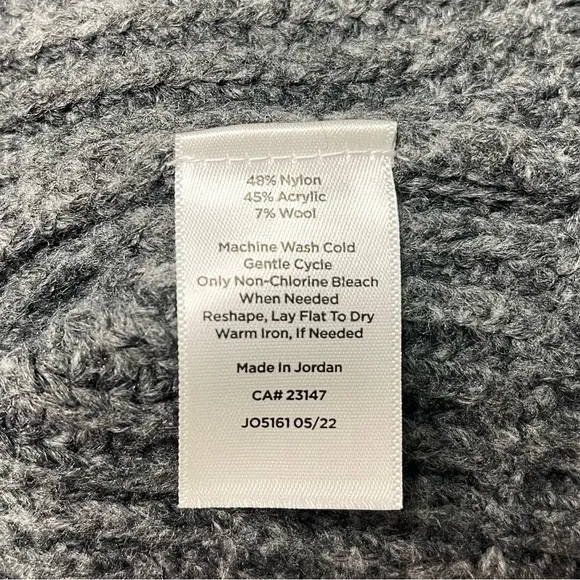 48% Nylon
45% Acrylic
7% Wool
Machine Wash Cold
Gentle Cycle
Only Non-Chlorine Bleach
When Needed
Reshape, Lay Flat To Dry
Warm Iron, If Needed
Made In Jordan
CA# 23147
JO5161 05/22